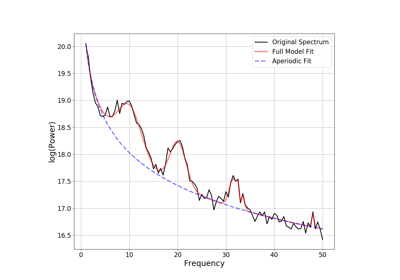 Original Spectrum
Full Model Fit
Aperiodic Fit
log(Power)
20.0
19.5
19.0
18.5
18.0
17.5
17.0
16.5
0 10 20 30 40 50
Frequency